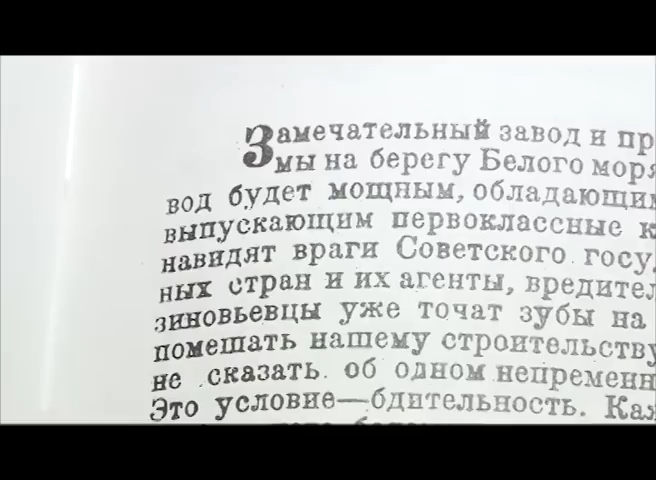 Замечательный завод и пр
мы на берегу Белого моря
вод будет мощным, обладающим
выпускающим первоклассные к
навидят враги Советского госу
ных стран и их агенты, вредител
зиновьевцы уже точат зубы на
помешать нашему строительству
не сказать об одном непременн
Это условие—бдительность. Каж